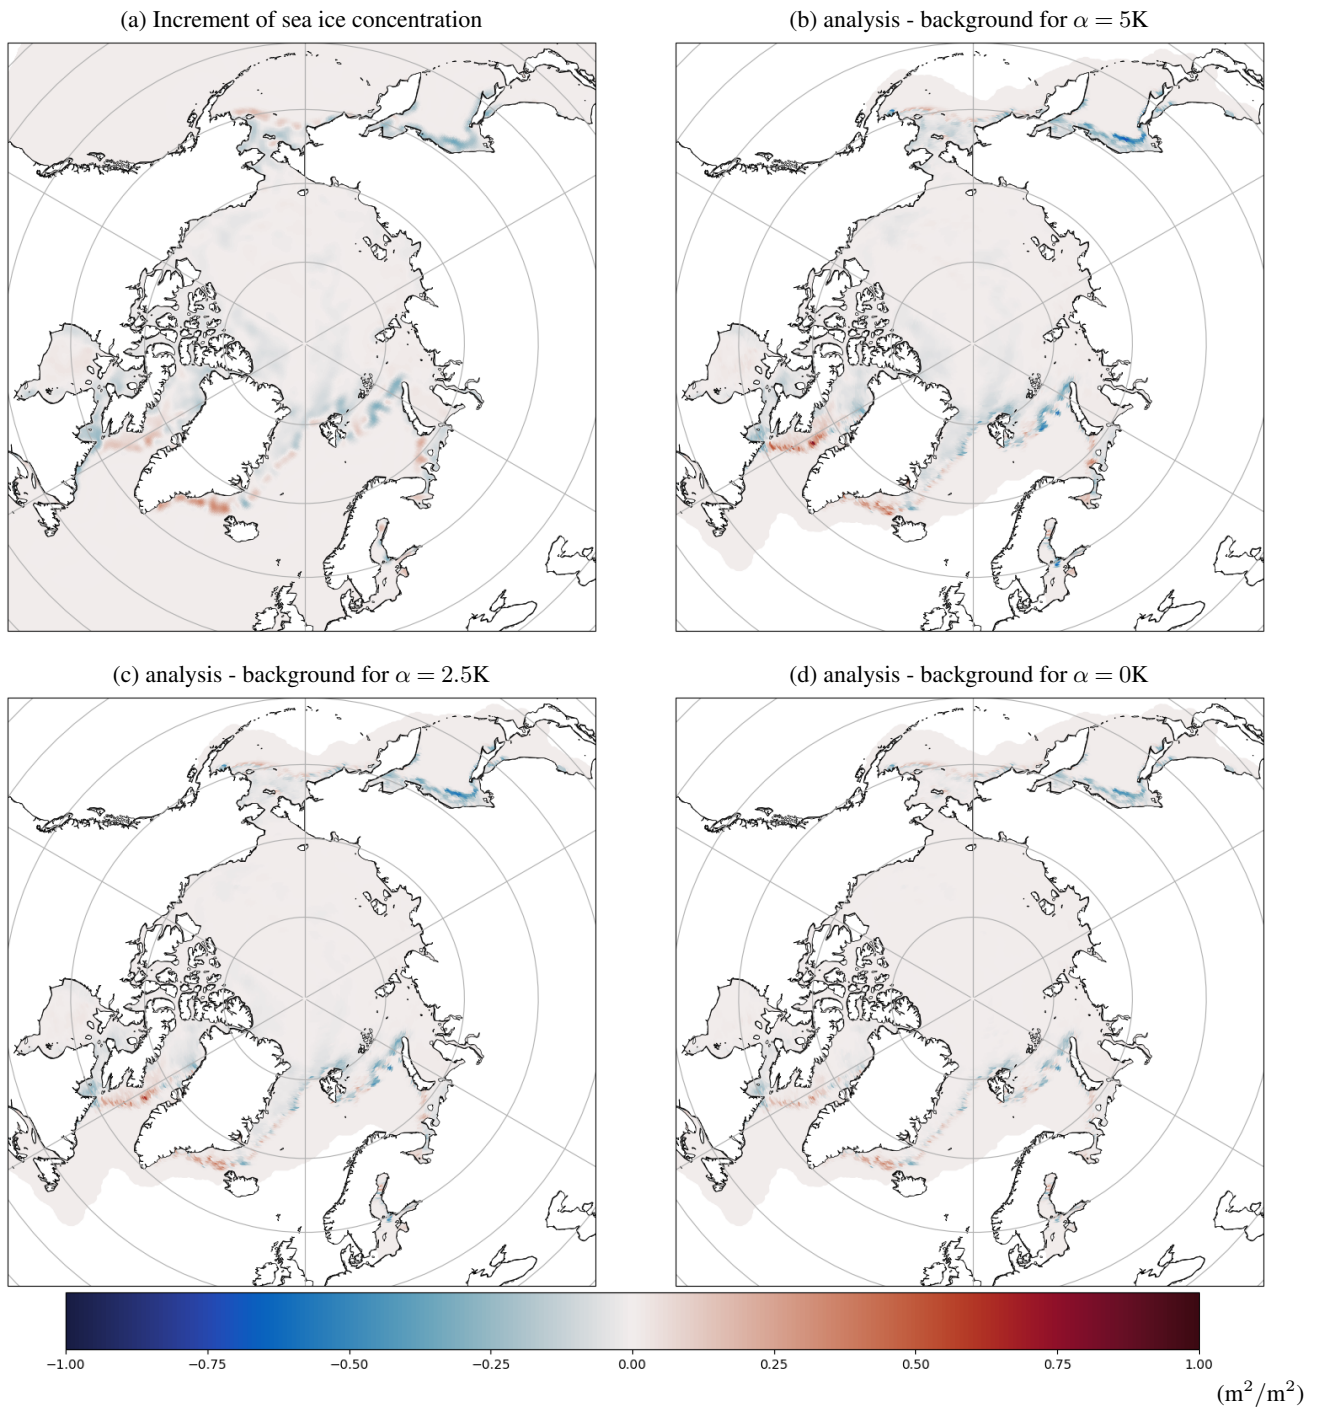 (a) Increment of sea ice concentration
(b) analysis - background for α = 5K
(c) analysis - background for α = 2.5K
(d) analysis - background for α = 0K
−1.00 −0.75 −0.50 −0.25 0.00 0.25 0.50 0.75 1.00
(m²/m²)